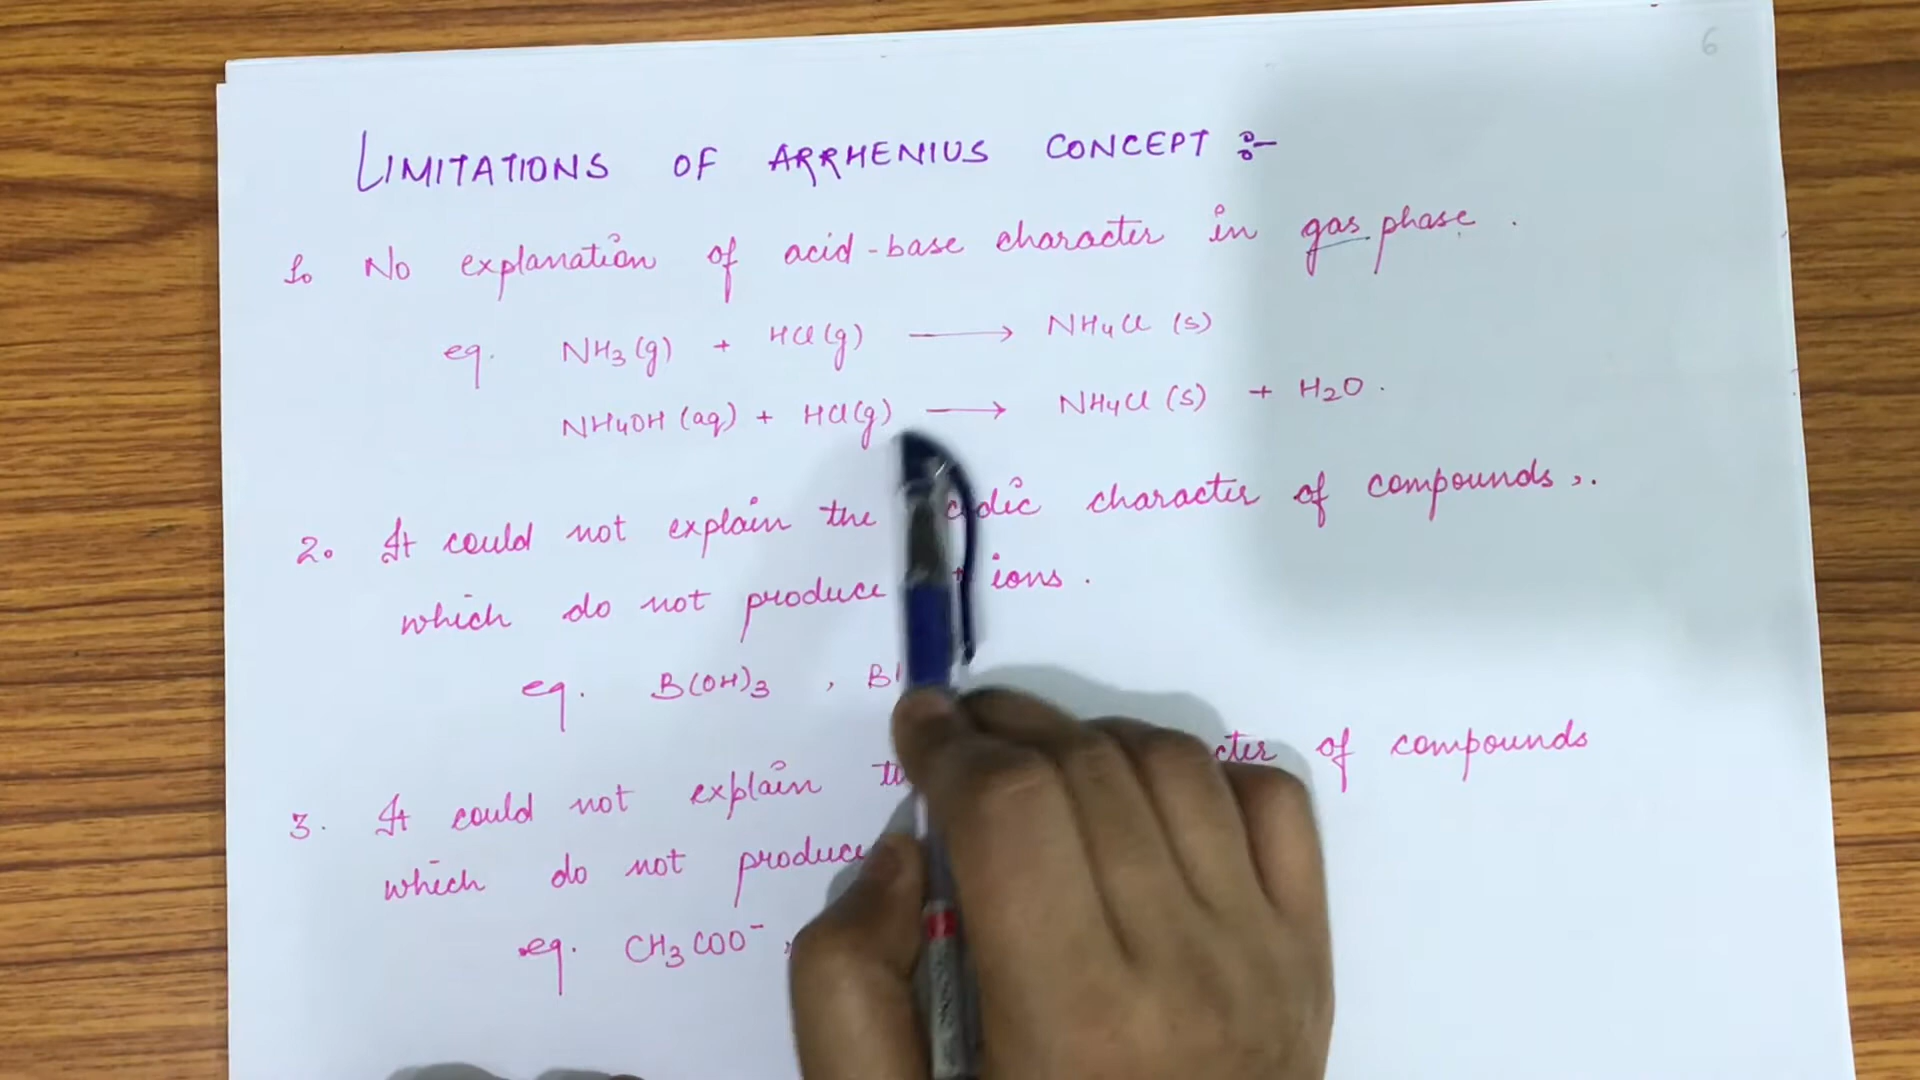 6
LIMITATIONS OF ARRHENIUS CONCEPT :-
1. No explanation of acid-base character in gas phase.
eg. NH3(g) + HCl(g) → NH4Cl (s)
NH4OH (aq) + HCl(g) → NH4Cl (s) + H2O.
2. It could not explain the character of compounds,.
which do not produce ions.
eg. B(OH)3 ,
3. It could not explain of compounds
which do not produce
eg. CH3COO⁻,